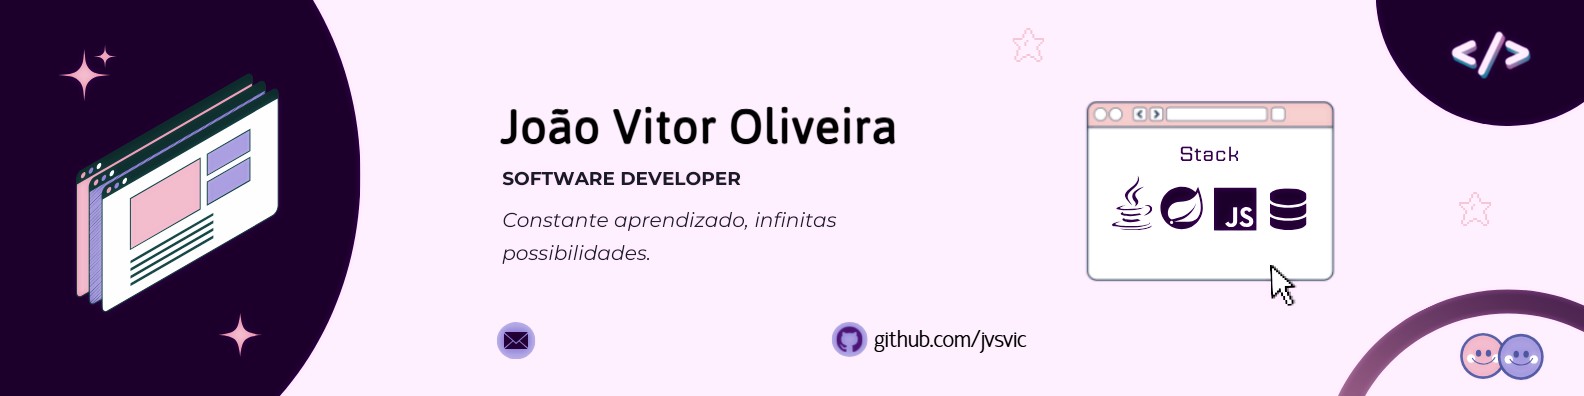 </>
João Vitor Oliveira
SOFTWARE DEVELOPER
Constante aprendizado, infinitas
possibilidades.
Stack
JS
github.com/jvsvic